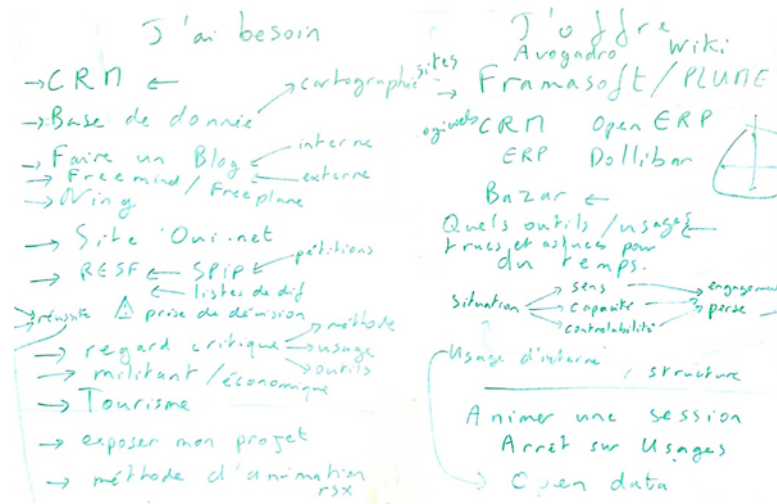 J'ai besoin
→ CRM ←
→ Base de donnée → cartographie
→ Faire un Blog ← interne
→ Freemind / Freeplane ← externe
→ Ning
→ Site Oui.net
→ RESF ← SPIP ← pétitions
← listes de dif
réussite ⚠ prise de démision
→ regard critique → méthode
→ usage
→ outils
→ militant / économique
→ Tourisme
→ exposer mon projet
→ méthode d'animation
rsx
J'offre
Avogadro Wiki
sites
→ Framasoft / PLUME
logiciels CRM Open ERP
ERP Dollibar
Bazar ←
Quels outils / usages ←
trucs et astuces pour
du temps.
situation → sens → engagement
→ capacité → perse
→ controlabilité
Usage d'interne
/ structure
Animer une session
Arrêt sur Usages
→ Open data